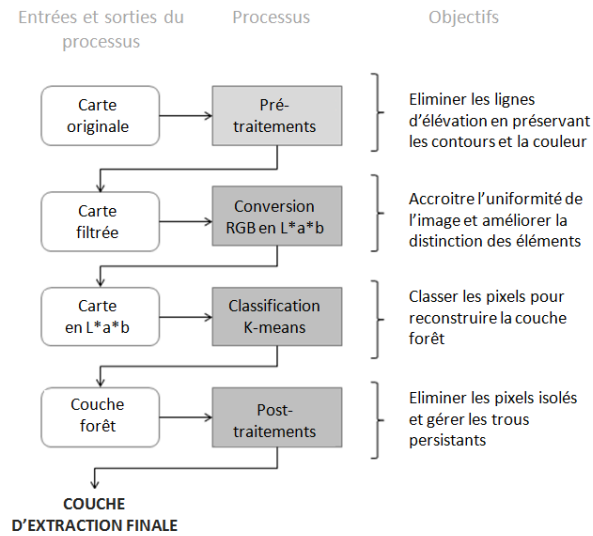 Entrées et sorties du
processus
Processus
Objectifs
Carte
originale
Pré-
traitements
Eliminer les lignes
d'élévation en préservant
les contours et la couleur
Carte
filtrée
Conversion
RGB en L*a*b
Accroitre l'uniformité de
l'image et améliorer la
distinction des éléments
Carte
en L*a*b
Classification
K-means
Classer les pixels pour
reconstruire la couche
forêt
Couche
forêt
Post-
traitements
Eliminer les pixels isolés
et gérer les trous
persistants
COUCHE
D'EXTRACTION FINALE